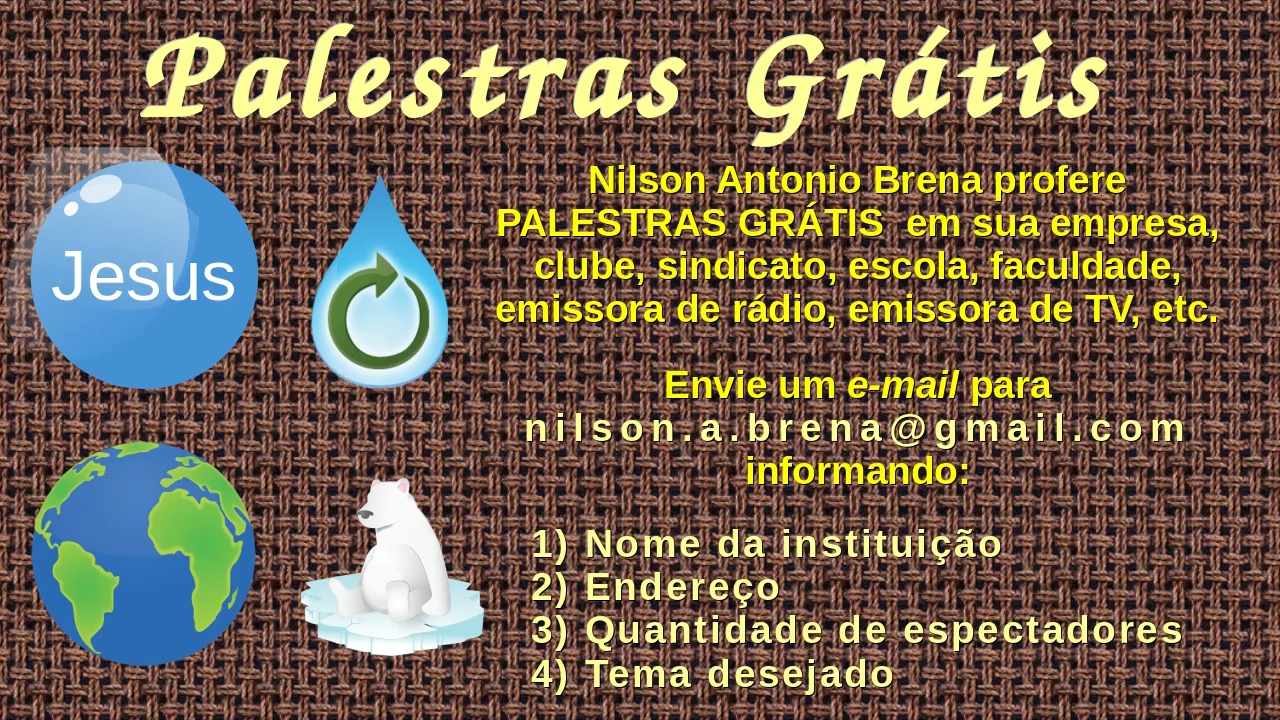 Palestras Grátis
Jesus
Nilson Antonio Brena profere
PALESTRAS GRÁTIS em sua empresa,
clube, sindicato, escola, faculdade,
emissora de rádio, emissora de TV, etc.
Envie um e-mail para
nilson.a.brena@gmail.com
informando:
1) Nome da instituição
2) Endereço
3) Quantidade de espectadores
4) Tema desejado